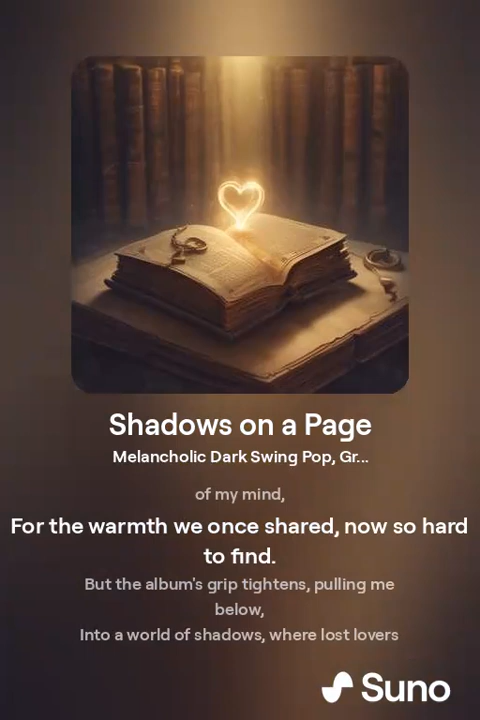 Shadows on a Page
Melancholic Dark Swing Pop, Gr...
of my mind,
For the warmth we once shared, now so hard
to find.
But the album's grip tightens, pulling me
below,
Into a world of shadows, where lost lovers
Suno